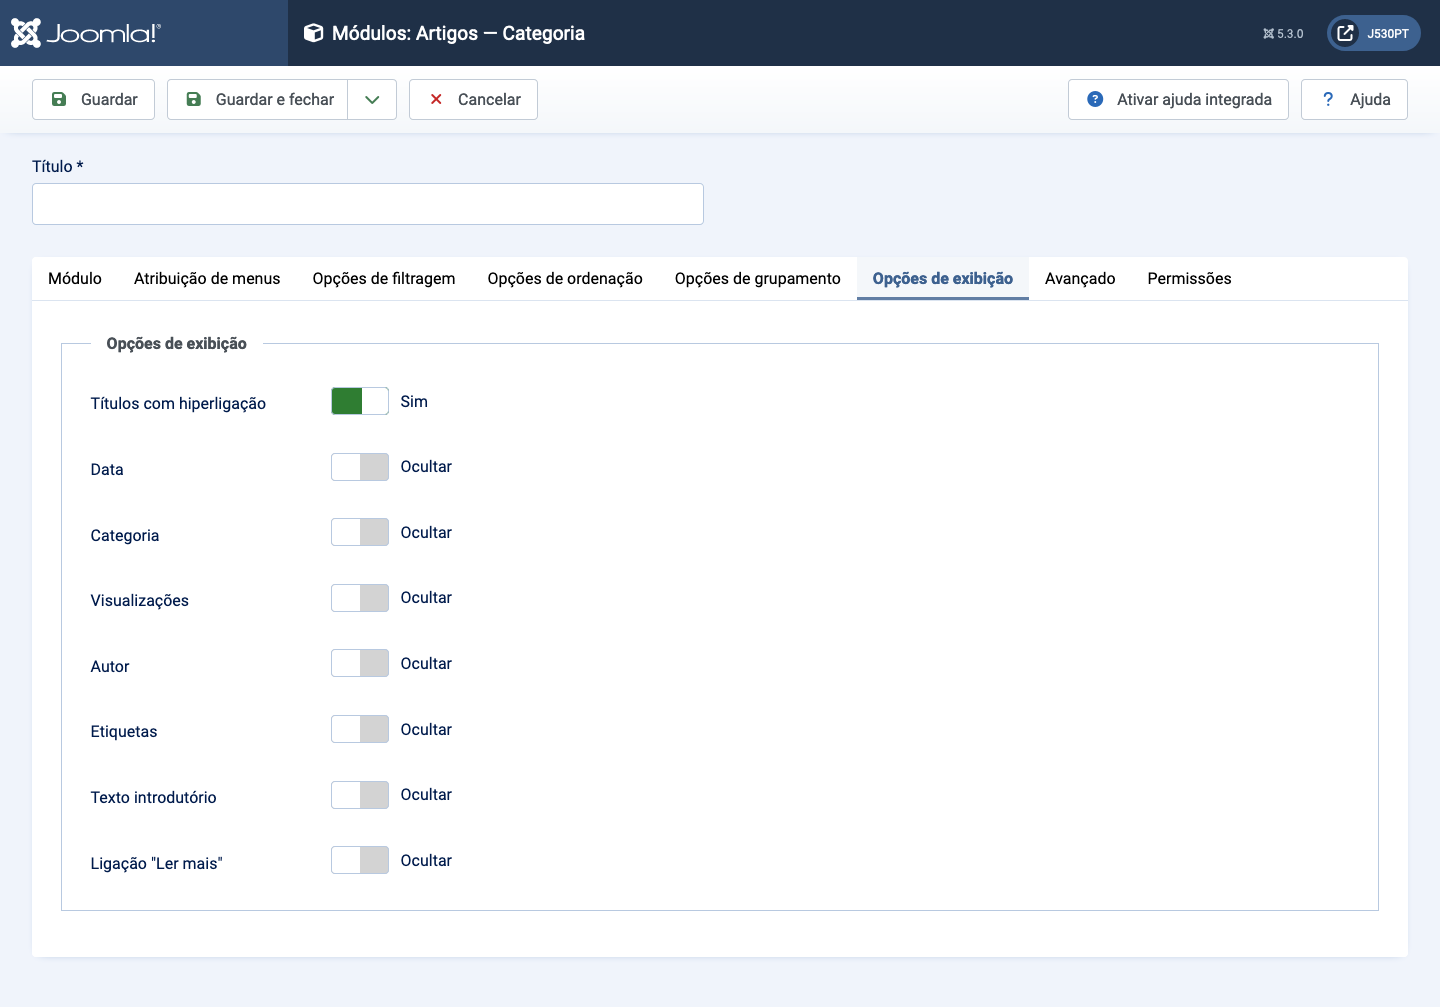 Joomla!®
Módulos: Artigos — Categoria
5.3.0
J530PT
Guardar
Guardar e fechar
Cancelar
Ativar ajuda integrada
? Ajuda
Título *
Módulo
Atribuição de menus
Opções de filtragem
Opções de ordenação
Opções de grupamento
Opções de exibição
Avançado
Permissões
Opções de exibição
Títulos com hiperligação
Sim
Data
Ocultar
Categoria
Ocultar
Visualizações
Ocultar
Autor
Ocultar
Etiquetas
Ocultar
Texto introdutório
Ocultar
Ligação "Ler mais"
Ocultar